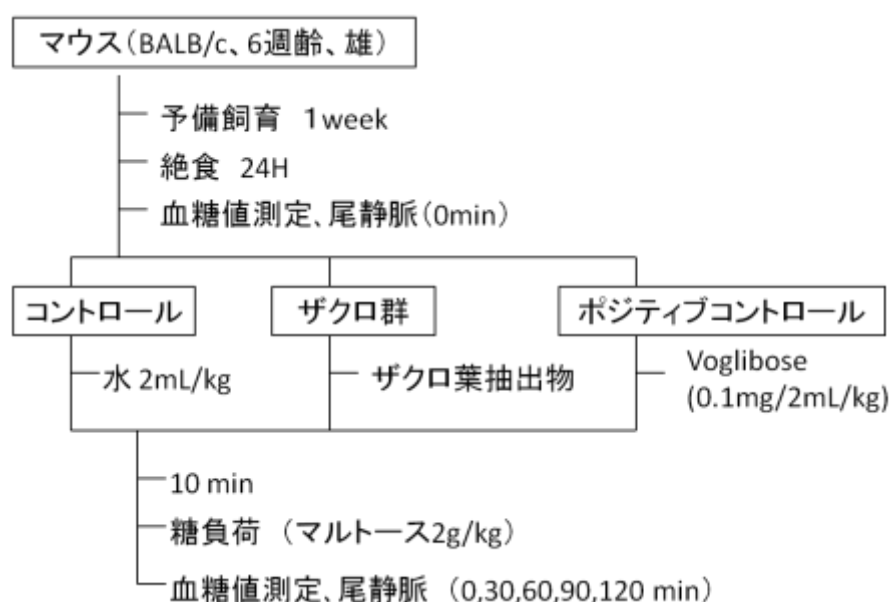 マウス(BALB/c、6週齢、雄)
予備飼育 1week
絶食 24H
血糖値測定、尾静脈(0min)
コントロール
ザクロ群
ポジティブコントロール
水 2mL/kg
ザクロ葉抽出物
Voglibose
(0.1mg/2mL/kg)
10 min
糖負荷 (マルトース2g/kg)
血糖値測定、尾静脈 (0,30,60,90,120 min)